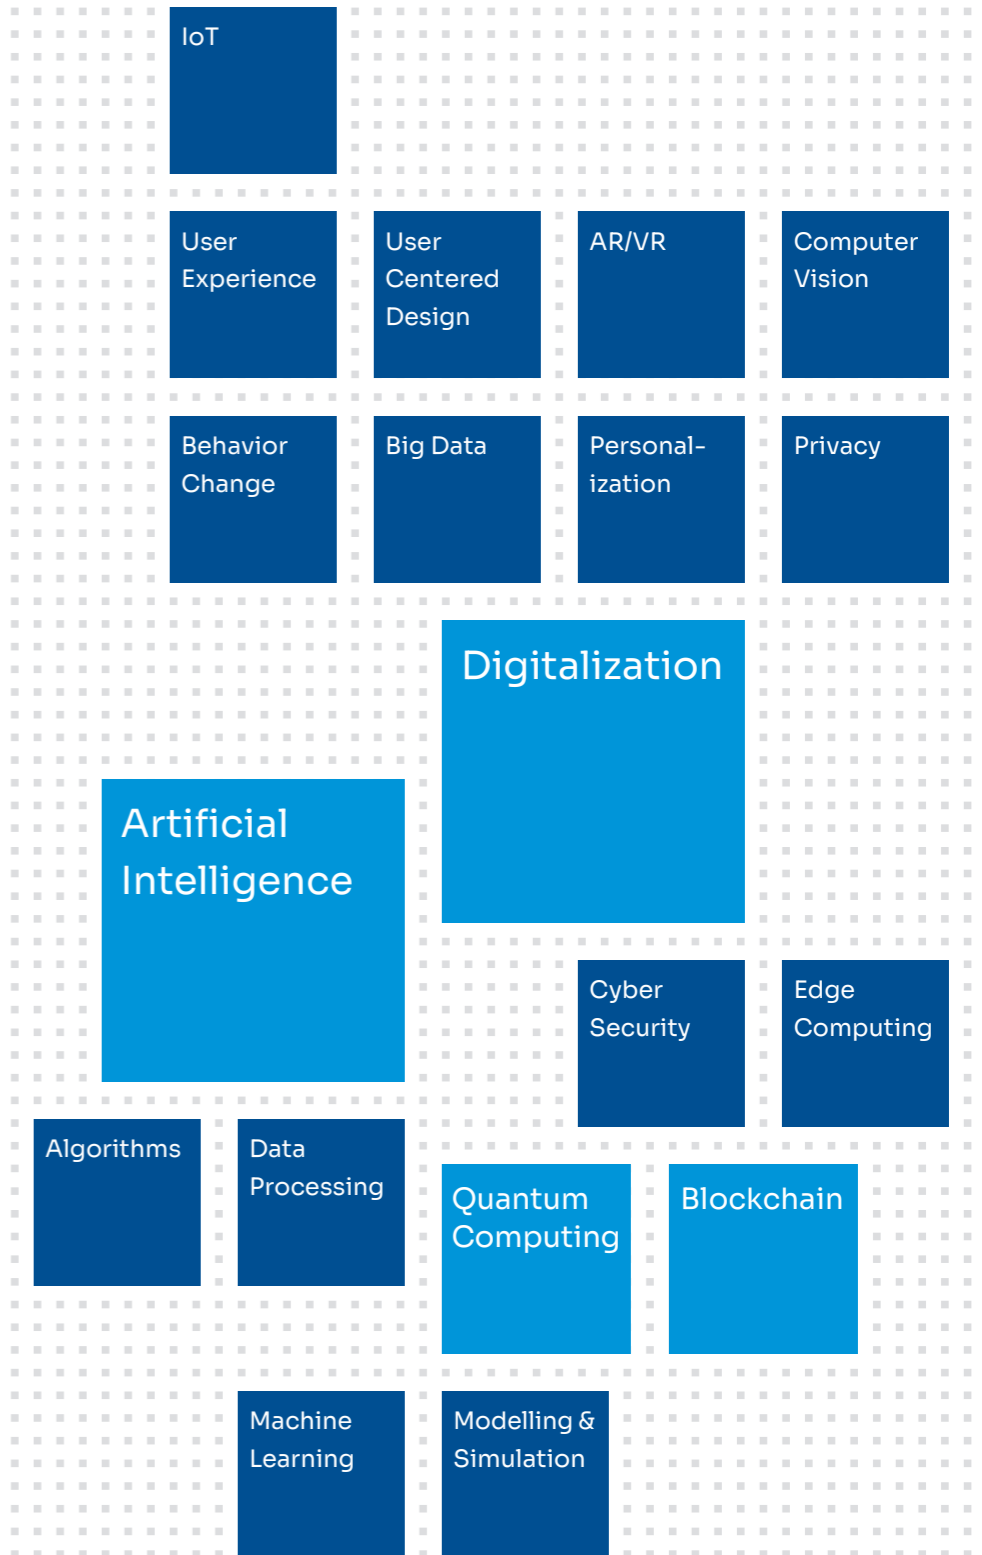 IoT
User
Experience
User
Centered
Design
AR/VR
Computer
Vision
Behavior
Change
Big Data
Personal-
ization
Privacy
Digitalization
Artificial
Intelligence
Cyber
Security
Edge
Computing
Algorithms
Data
Processing
Quantum
Computing
Blockchain
Machine
Learning
Modelling &
Simulation